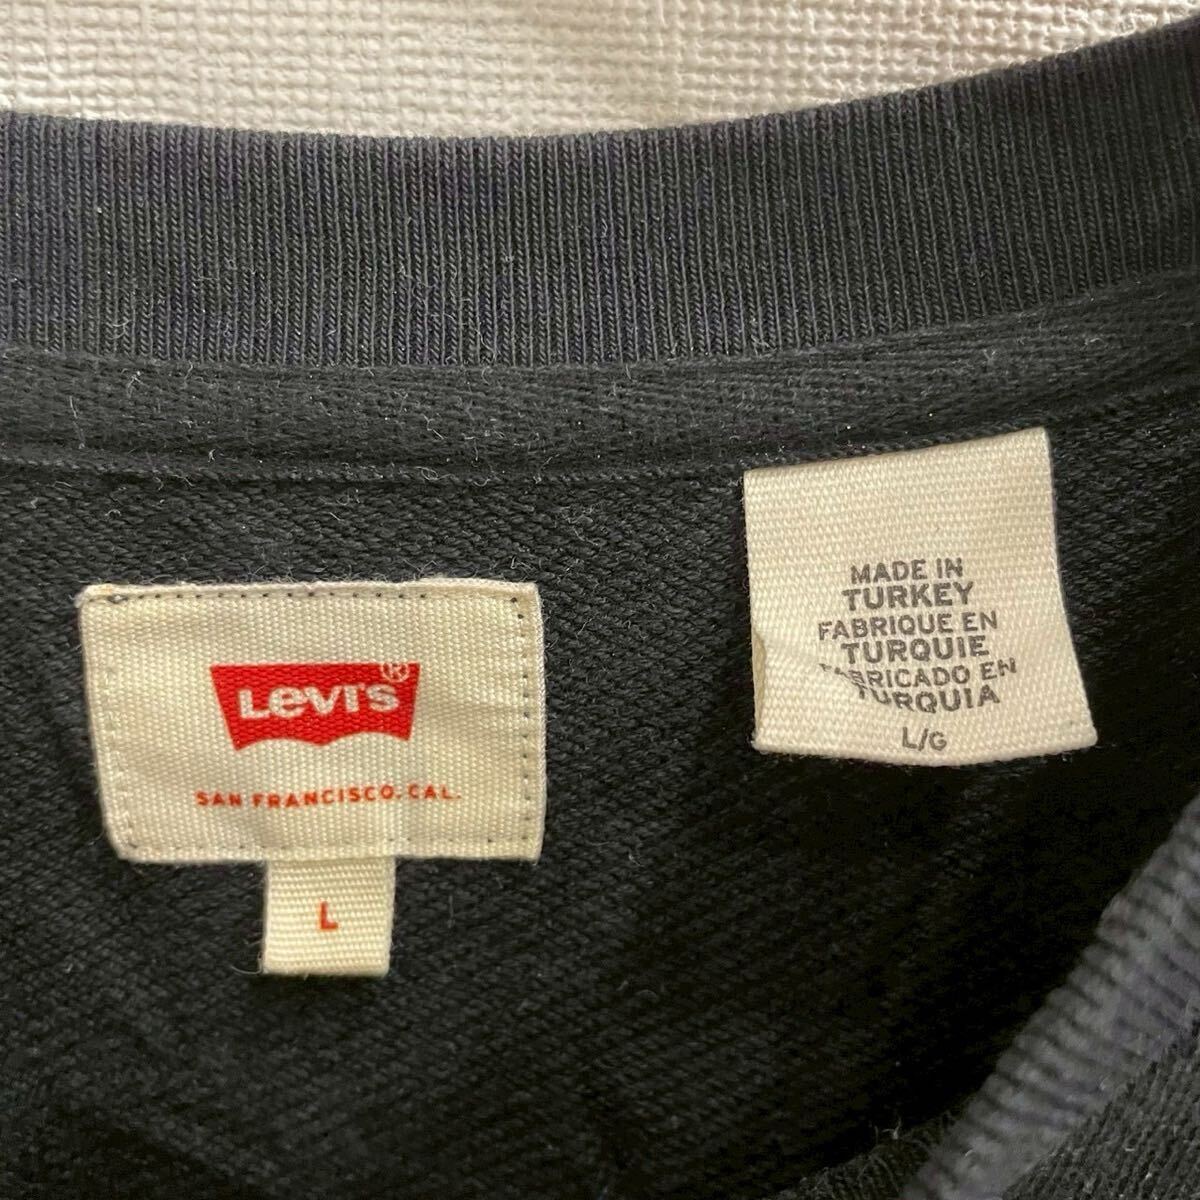 Levi's®
SAN FRANCISCO. CAL.
L
MADE IN
TURKEY
FABRIQUE EN
TURQUIE
FABRICADO EN
TURQUIA
L/G